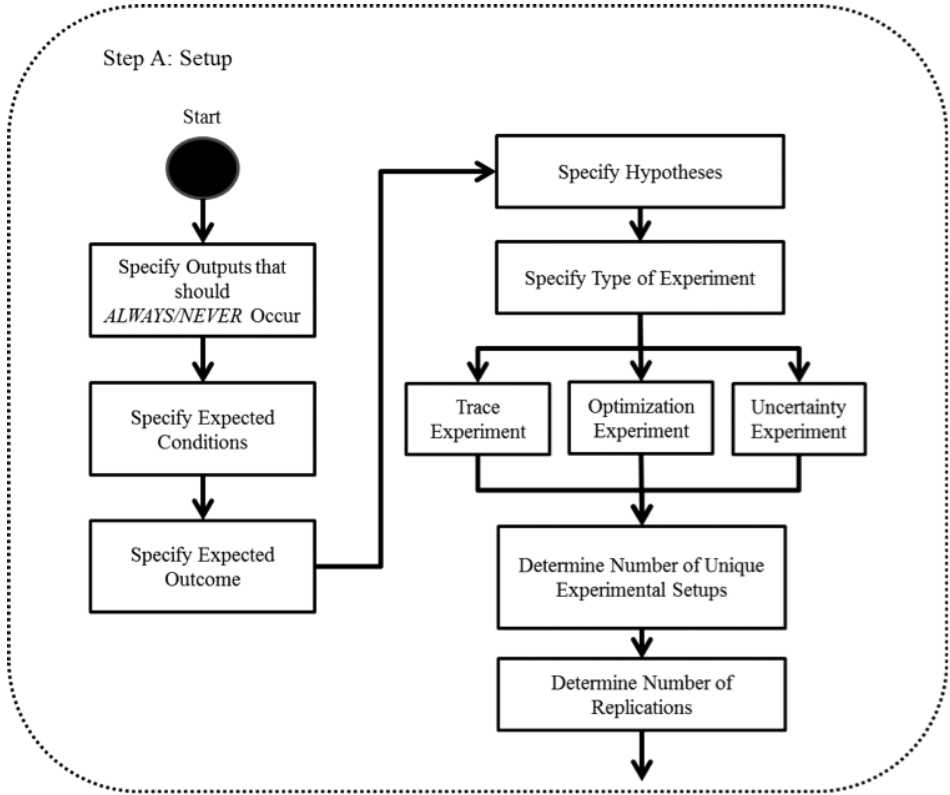 Step A: Setup
Start
Specify Outputs that
should
ALWAYS/NEVER Occur
Specify Expected
Conditions
Specify Expected
Outcome
Specify Hypotheses
Specify Type of Experiment
Trace
Experiment
Optimization
Experiment
Uncertainty
Experiment
Determine Number of Unique
Experimental Setups
Determine Number of
Replications